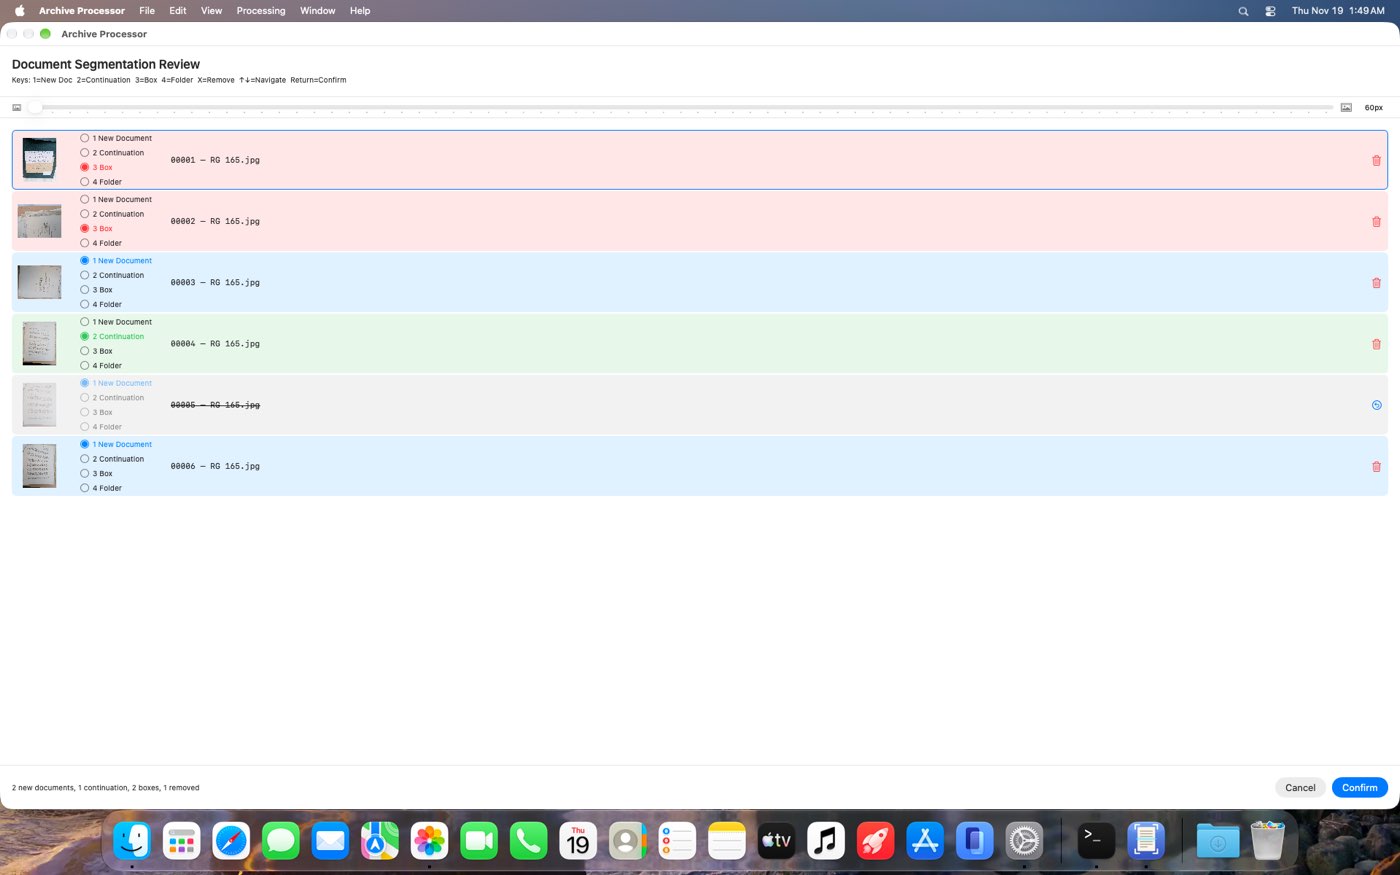 Archive Processor File Edit View Processing Window Help Thu Nov 19 1:49 AM
Archive Processor
Document Segmentation Review
Keys: 1=New Doc 2=Continuation 3=Box 4=Folder X=Remove ↑↓=Navigate Return=Confirm
60px
1 New Document
2 Continuation
3 Box
4 Folder
00001 — RG 165.jpg
1 New Document
2 Continuation
3 Box
4 Folder
00002 — RG 165.jpg
1 New Document
2 Continuation
3 Box
4 Folder
00003 — RG 165.jpg
1 New Document
2 Continuation
3 Box
4 Folder
00004 — RG 165.jpg
1 New Document
2 Continuation
3 Box
4 Folder
00005 — RG 165.jpg
1 New Document
2 Continuation
3 Box
4 Folder
00006 — RG 165.jpg
2 new documents, 1 continuation, 2 boxes, 1 removed
Cancel
Confirm
Thu
19
tv
>_